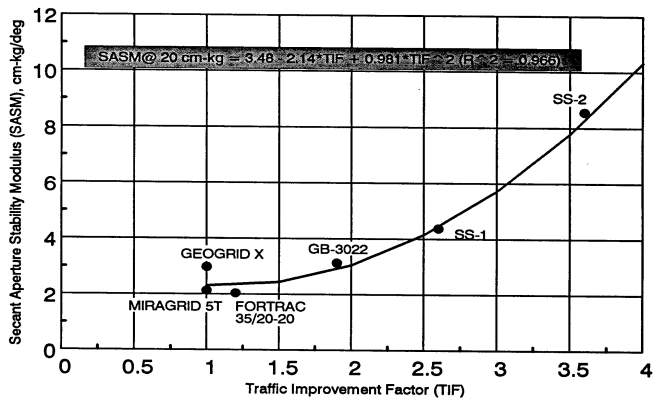 12
10
8
6
4
2
0
Secant Aperture Stability Modulus (SASM), cm-kg/deg
SASM@ 20 cm-kg = 3.48 - 2.14*TIF + 0.981*TIF^2 (R^2 = 0.966)
SS-2
SS-1
GB-3022
GEOGRID X
MIRAGRID 5T
FORTRAC
35/20-20
0 0.5 1 1.5 2 2.5 3 3.5 4
Traffic Improvement Factor (TIF)